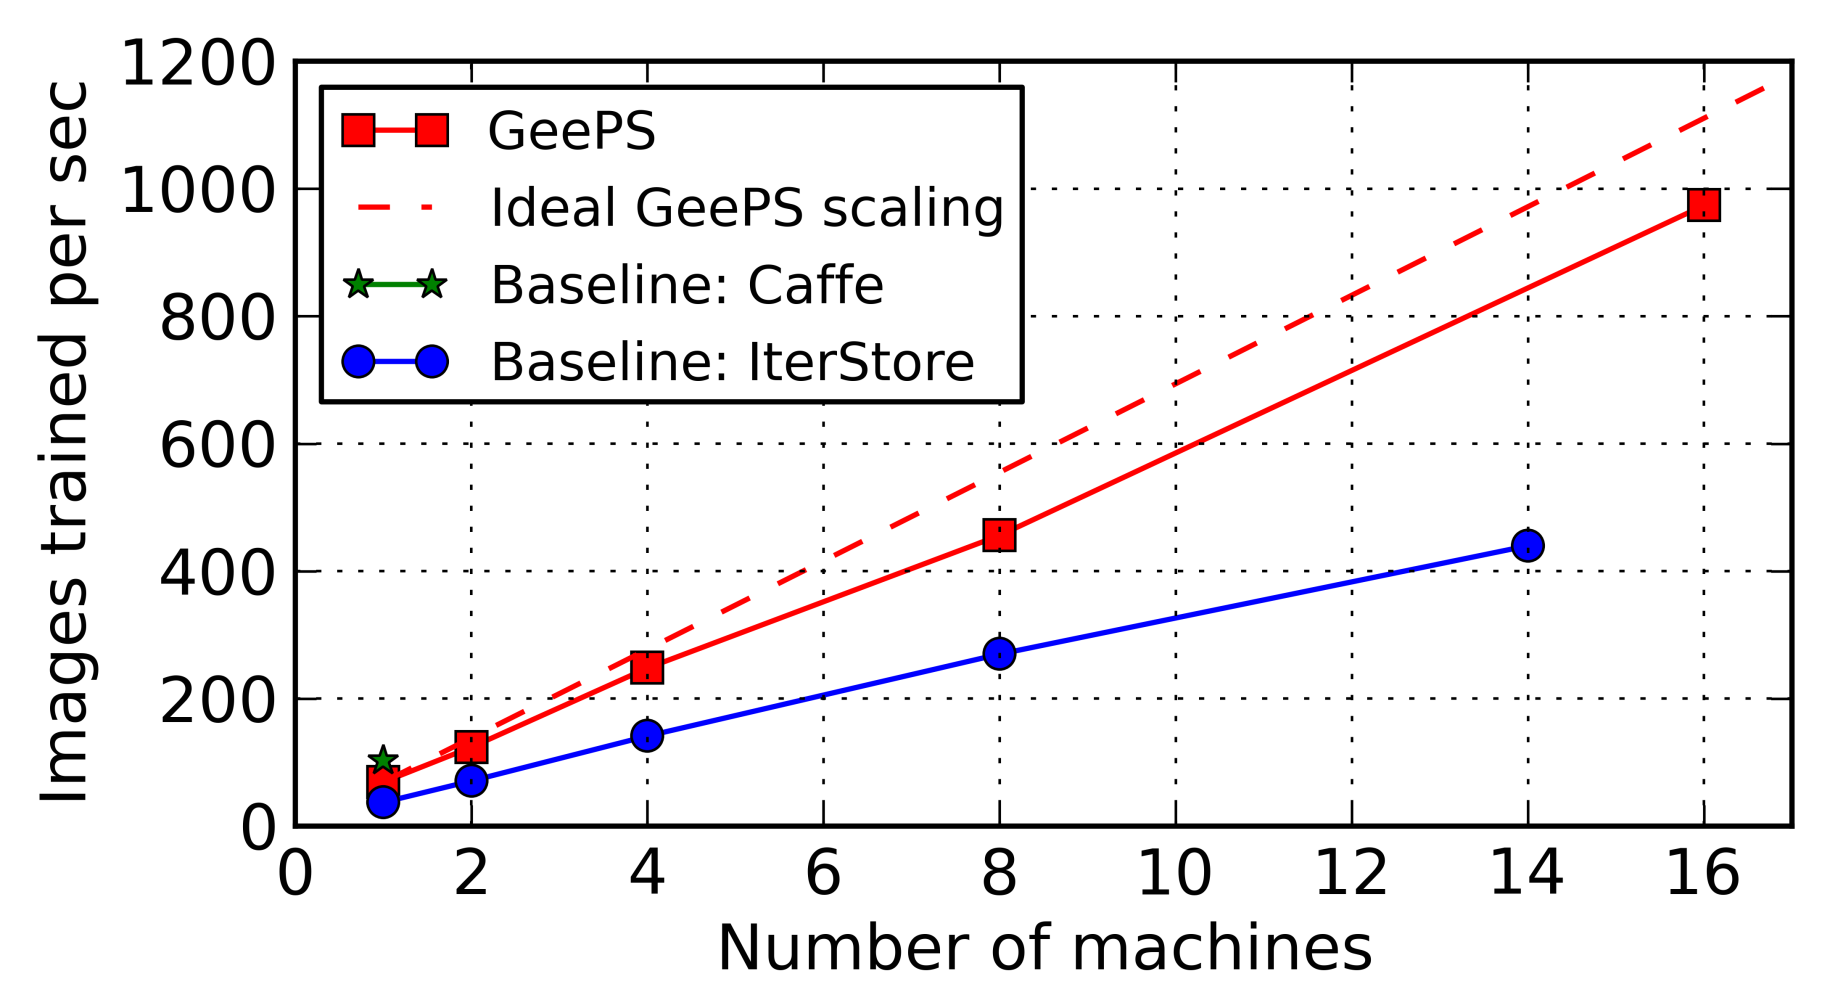 Images trained per sec
1200
1000
800
600
400
200
0
GeePS
Ideal GeePS scaling
Baseline: Caffe
Baseline: IterStore
0 2 4 6 8 10 12 14 16
Number of machines